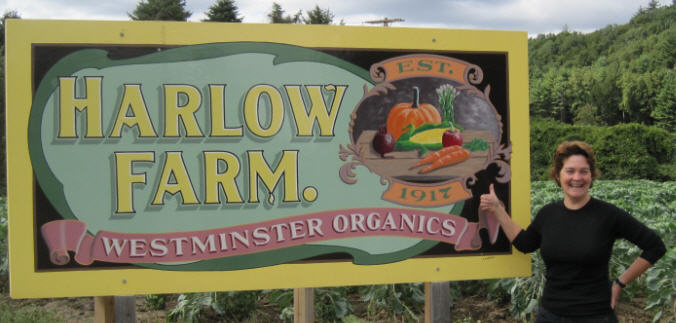 HARLOW
FARM.
EST.
1917
WESTMINSTER ORGANICS